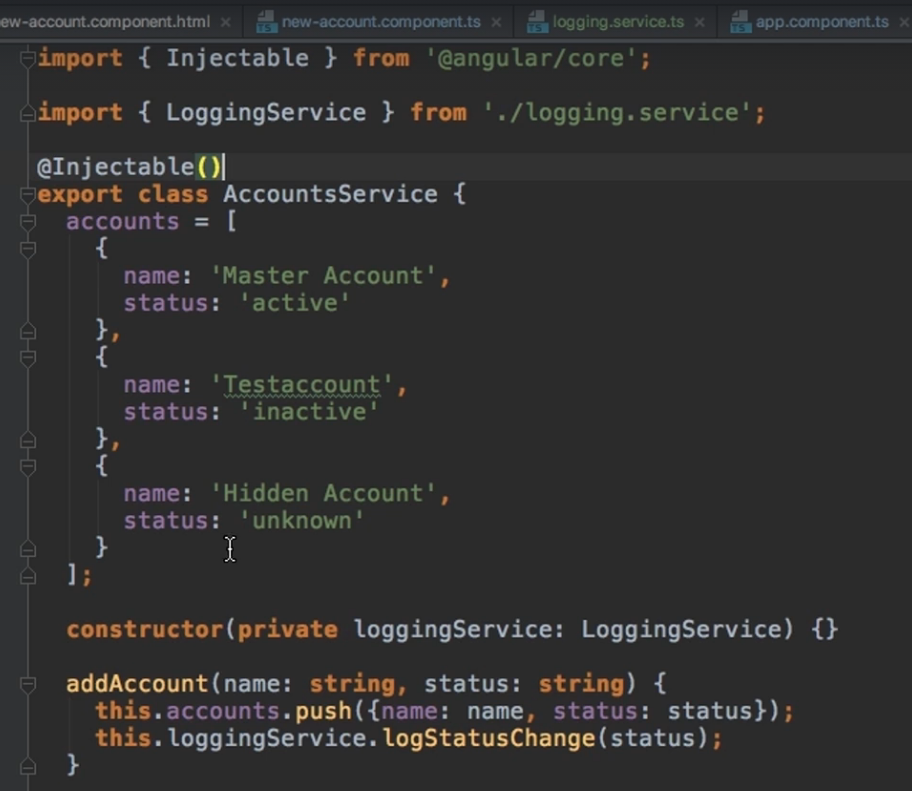 ew-account.component.html × new-account.component.ts × logging.service.ts × app.component.ts ×
import { Injectable } from '@angular/core';
import { LoggingService } from './logging.service';
@Injectable()
export class AccountsService {
  accounts = [
    {
      name: 'Master Account',
      status: 'active'
    },
    {
      name: 'Testaccount',
      status: 'inactive'
    },
    {
      name: 'Hidden Account',
      status: 'unknown'
    }
  ];
  constructor(private loggingService: LoggingService) {}
  addAccount(name: string, status: string) {
    this.accounts.push({name: name, status: status});
    this.loggingService.logStatusChange(status);
  }